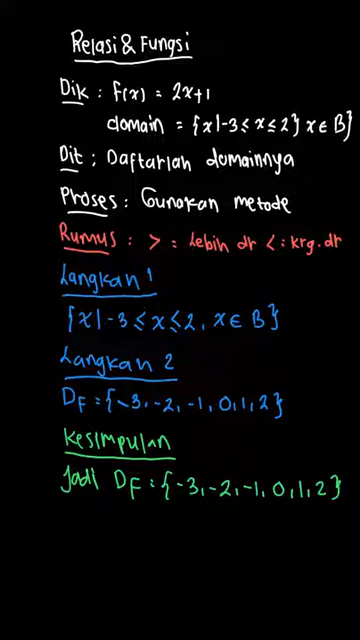 Relasi & Fungsi
Dik : f(x) = 2x+1
domain = {x|-3 ≤ x ≤ 2} x ∈ B}
Dit : Daftarlah domainnya
Proses : Gunakan metode
Rumus : > = Lebih dr < : krg. dr
Langkah 1
{x|-3 ≤ x ≤ 2, x ∈ B}
Langkah 2
DF = {-3, -2, -1, 0, 1, 2}
Kesimpulan
Jadi DF = {-3, -2, -1, 0, 1, 2}